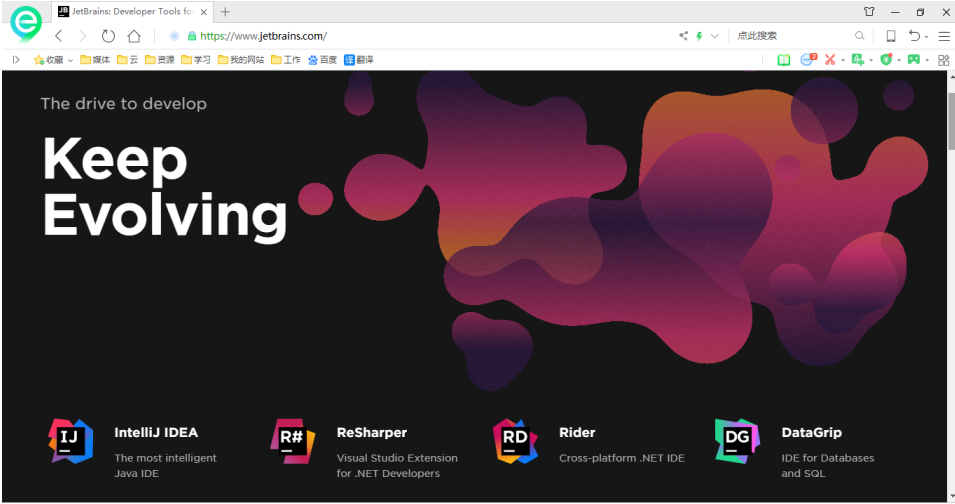 JB JetBrains: Developer Tools fo
https://www.jetbrains.com/
点此搜索
收藏 媒体 云 资源 学习 我的网站 工作 百度 译 翻译
2
The drive to develop
Keep
Evolving
IJ IntelliJ IDEA
The most intelligent
Java IDE
R# ReSharper
Visual Studio Extension
for .NET Developers
RD Rider
Cross-platform .NET IDE
DG DataGrip
IDE for Databases
and SQL